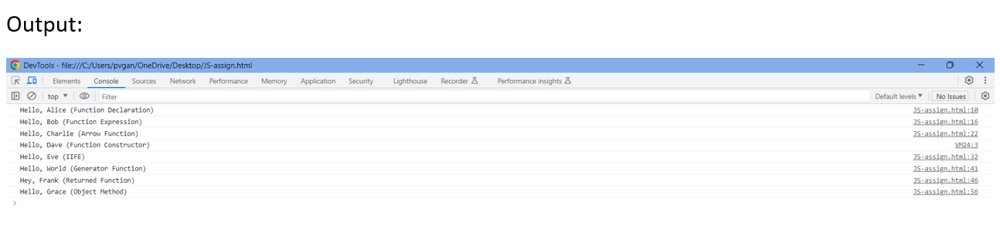 Output:
DevTools - file:///C:/Users/pvgan/OneDrive/Desktop/JS-assign.html
Elements Console Sources Network Performance Memory Application Security Lighthouse Recorder Performance insights
top Filter Default levels No Issues
Hello, Alice (Function Declaration) JS-assign.html:10
Hello, Bob (Function Expression) JS-assign.html:16
Hello, Charlie (Arrow Function) JS-assign.html:22
Hello, Dave (Function Constructor) VM24:3
Hello, Eve (IIFE) JS-assign.html:32
Hello, World (Generator Function) JS-assign.html:41
Hey, Frank (Returned Function) JS-assign.html:46
Hello, Grace (Object Method) JS-assign.html:56